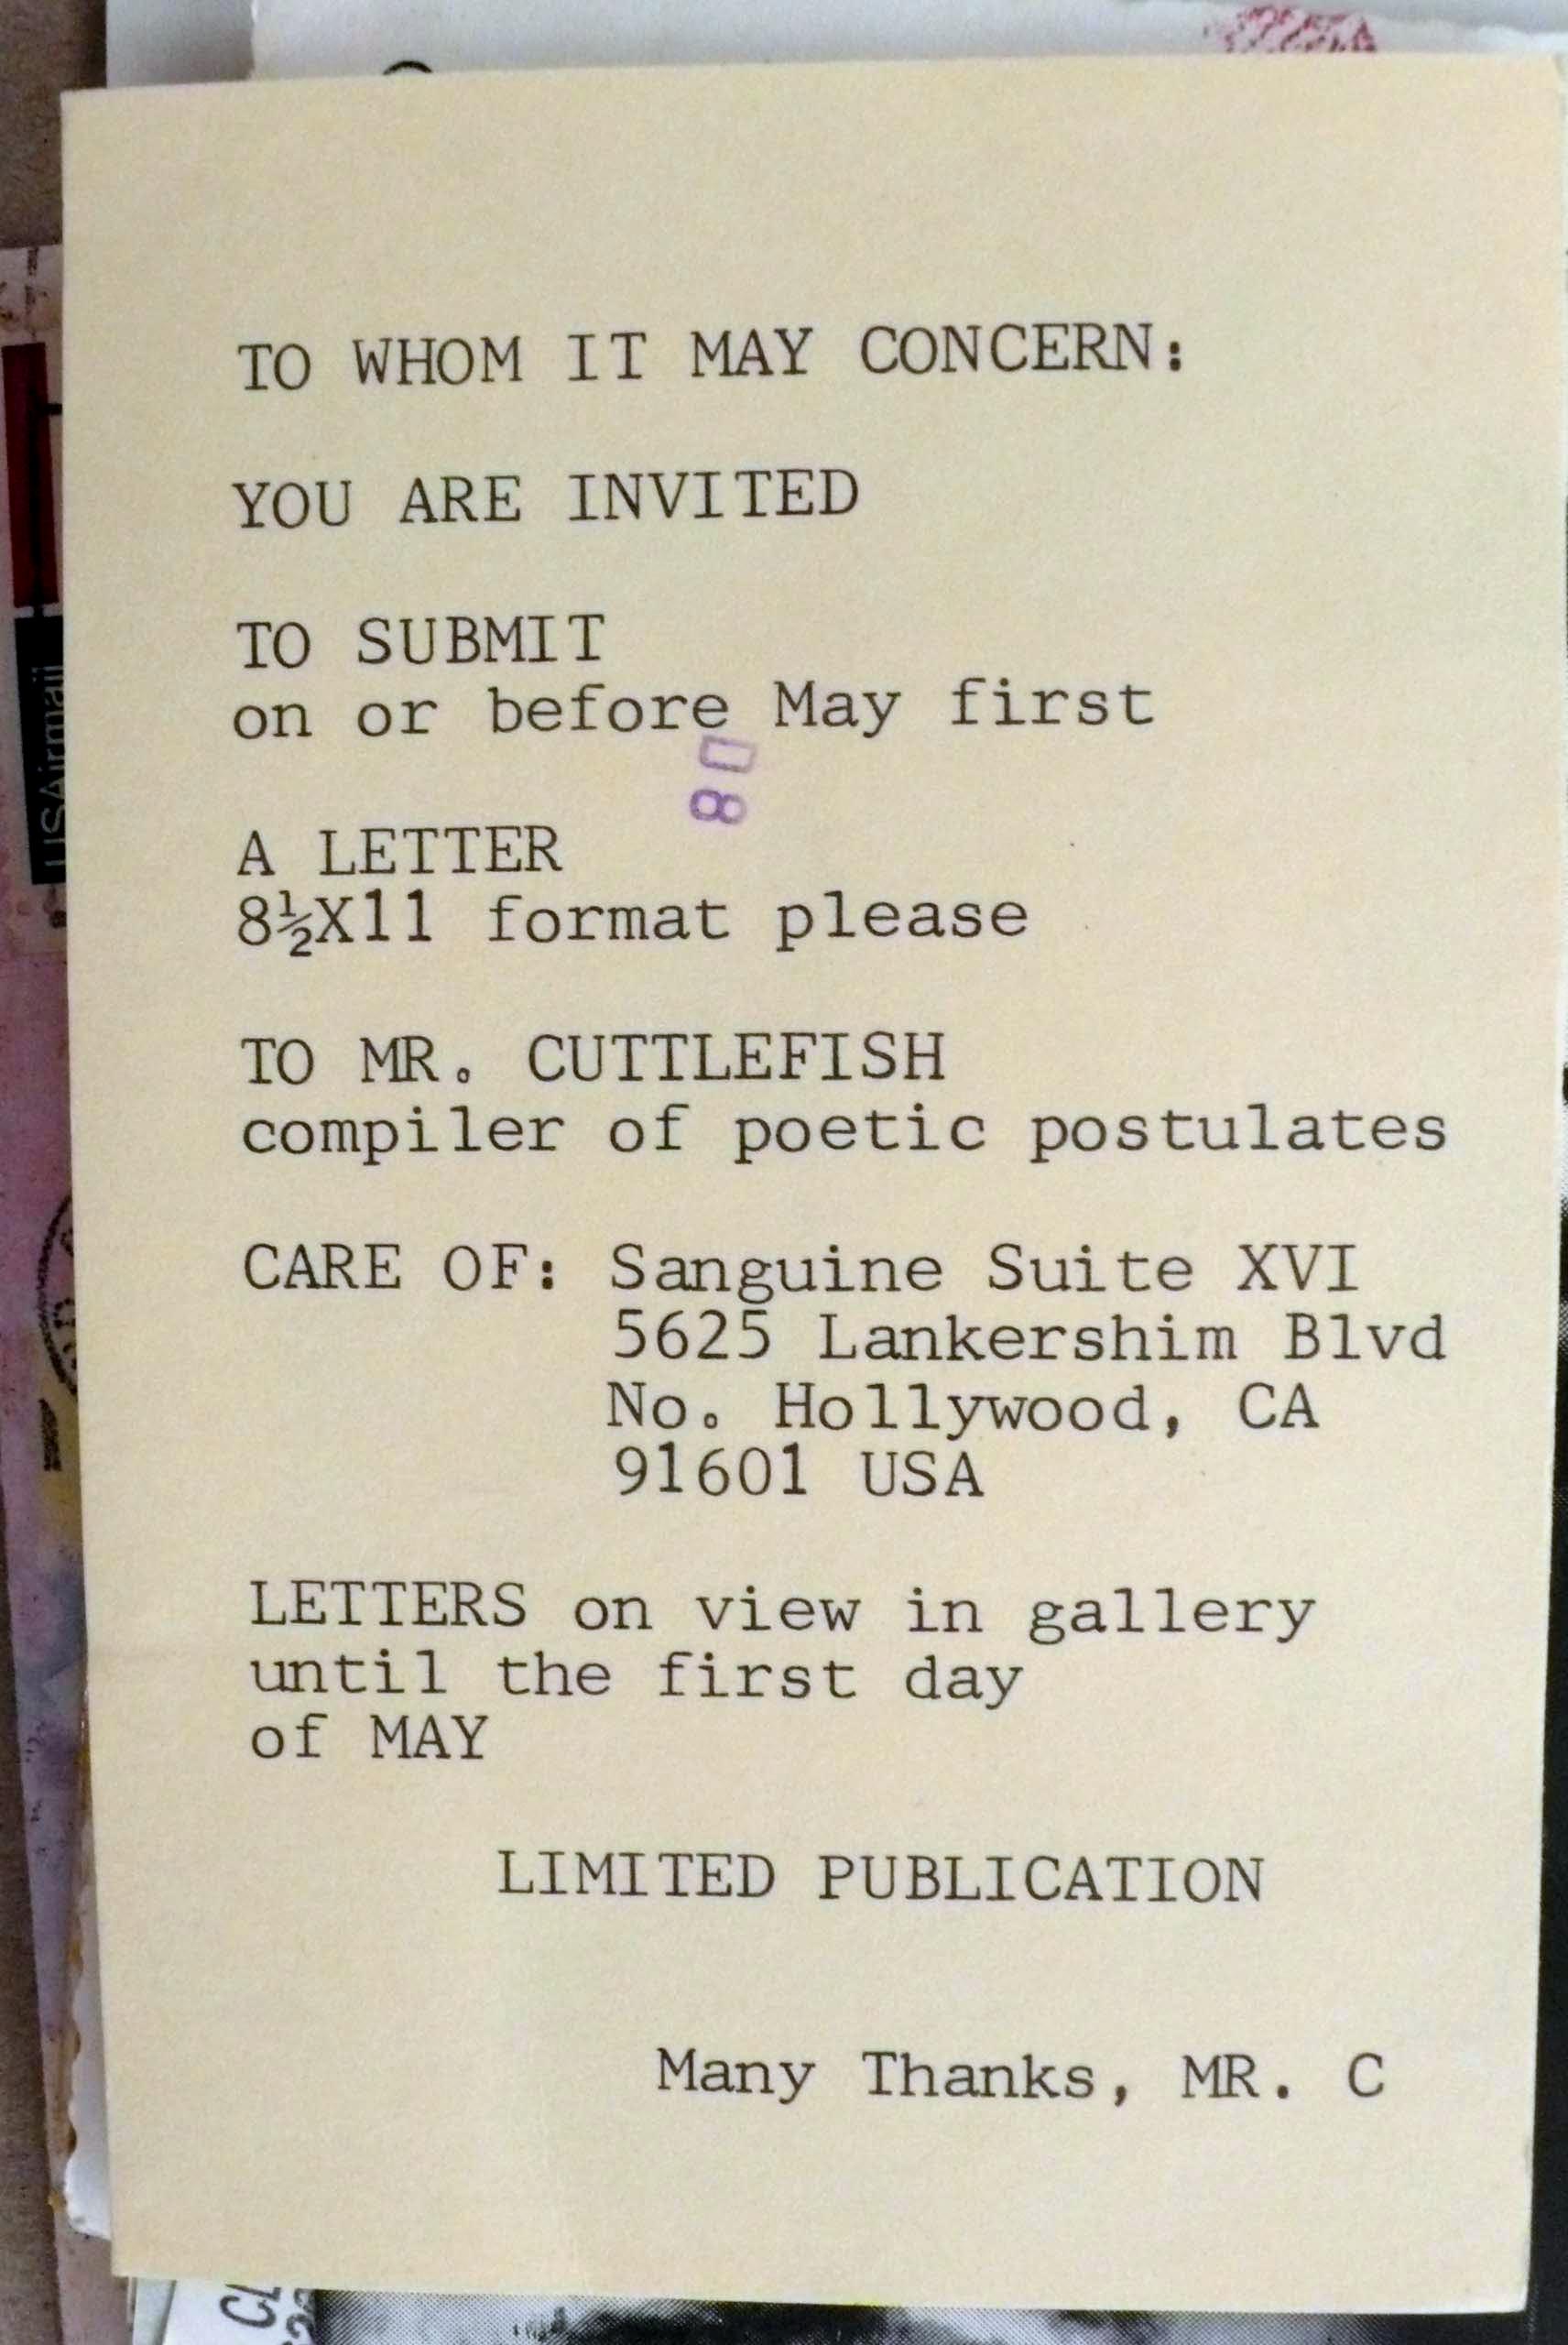 TO WHOM IT MAY CONCERN:
YOU ARE INVITED
TO SUBMIT
on or before May first
80
A LETTER
8½X11 format please
TO MR. CUTTLEFISH
compiler of poetic postulates
CARE OF: Sanguine Suite XVI
5625 Lankershim Blvd
No. Hollywood, CA
91601 USA
LETTERS on view in gallery
until the first day
of MAY
LIMITED PUBLICATION
Many Thanks, MR. C
USAirmail